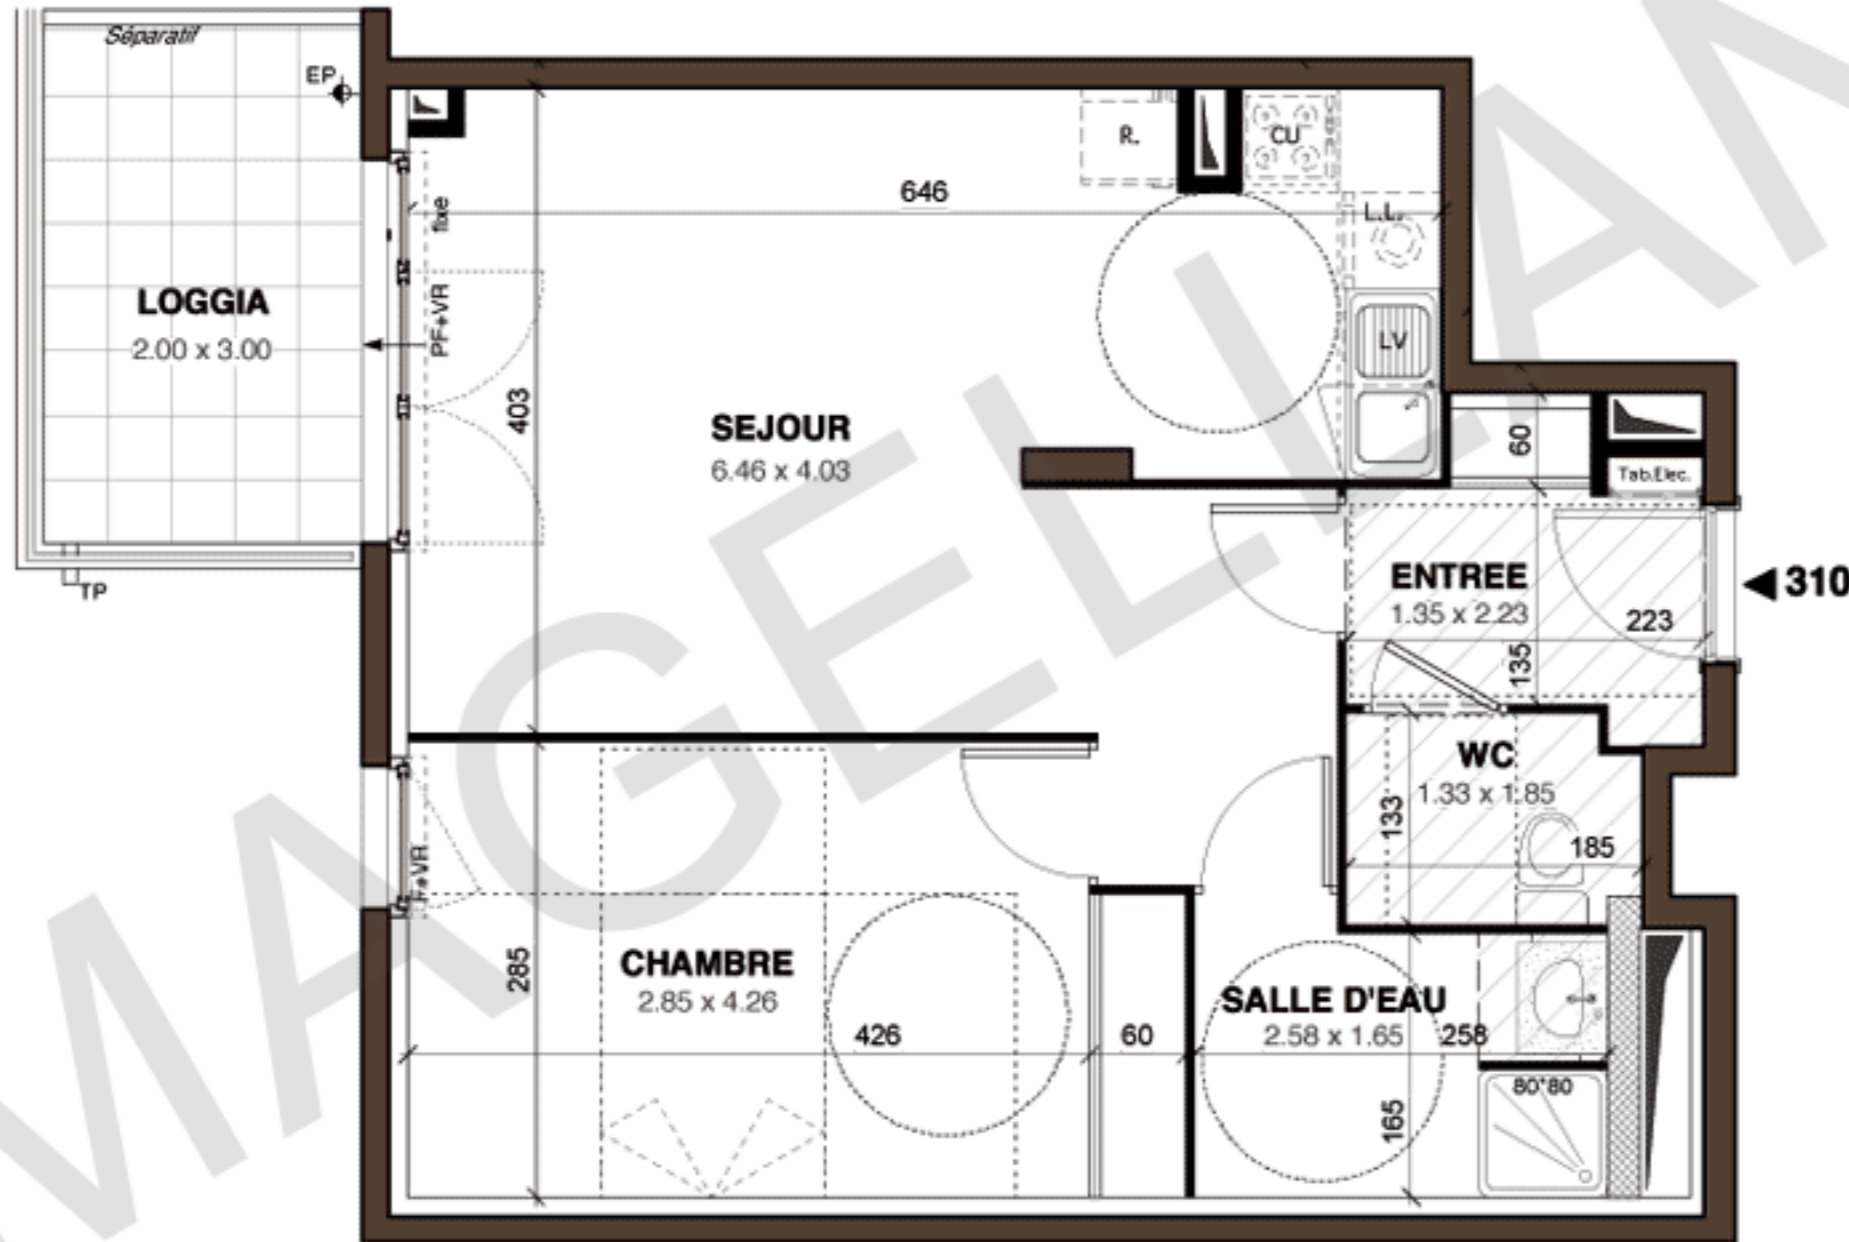 Séparatif
EP
R.
CU
646
fixe
L.L.
LOGGIA
2.00 x 3.00
PF+VR
LV
403
SEJOUR
6.46 x 4.03
60
Tab.Elec.
ENTREE
1.35 x 2.23
310
TP
223
135
WC
1.33 x 1.85
133
185
F+VR
285
CHAMBRE
2.85 x 4.26
SALLE D'EAU
2.58 x 1.65
258
426
60
80*80
165
MAGELLAN